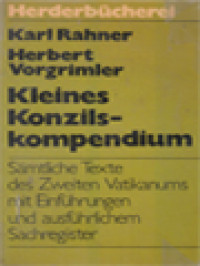 Herderbücherei
Karl Rahner
Herbert
Vorgrimler
Kleines
Konzils-
kompendium
Sämtliche Texte
des Zweiten Vatikanums
mit Einführungen
und ausführlichem
Sachregister